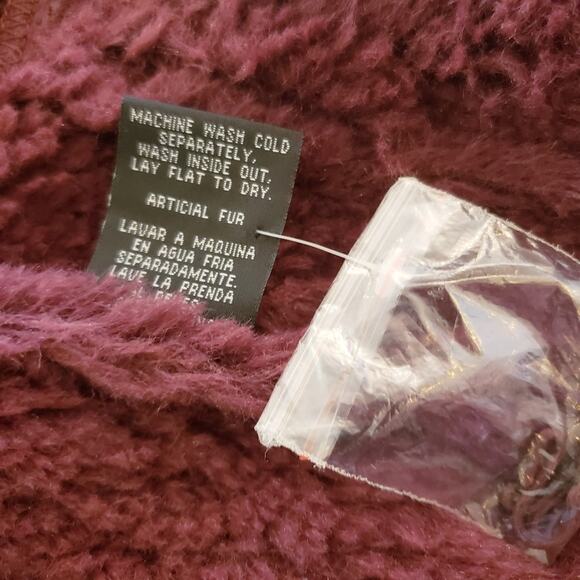 MACHINE WASH COLD
SEPARATELY,
WASH INSIDE OUT,
LAY FLAT TO DRY.
ARTICIAL FUR
LAVAR A MAQUINA
EN AGUA FRIA
SEPARADAMENTE.
LAVE LA PRENDA